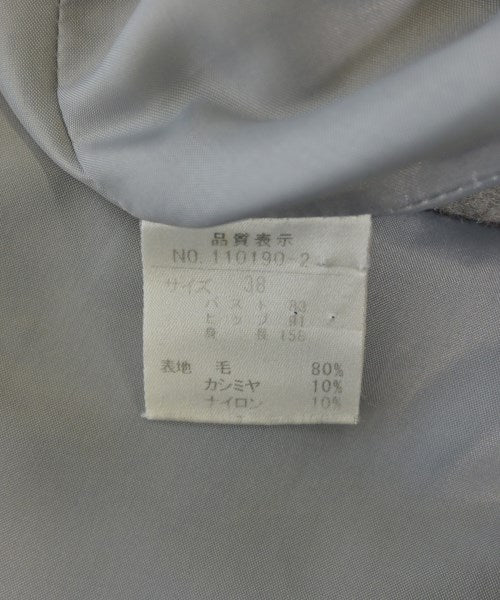 品質表示
NO. 110190-2
サイズ 38
バスト 83
ヒップ 91
身長 156
表地 毛 80%
カシミヤ 10%
ナイロン 10%